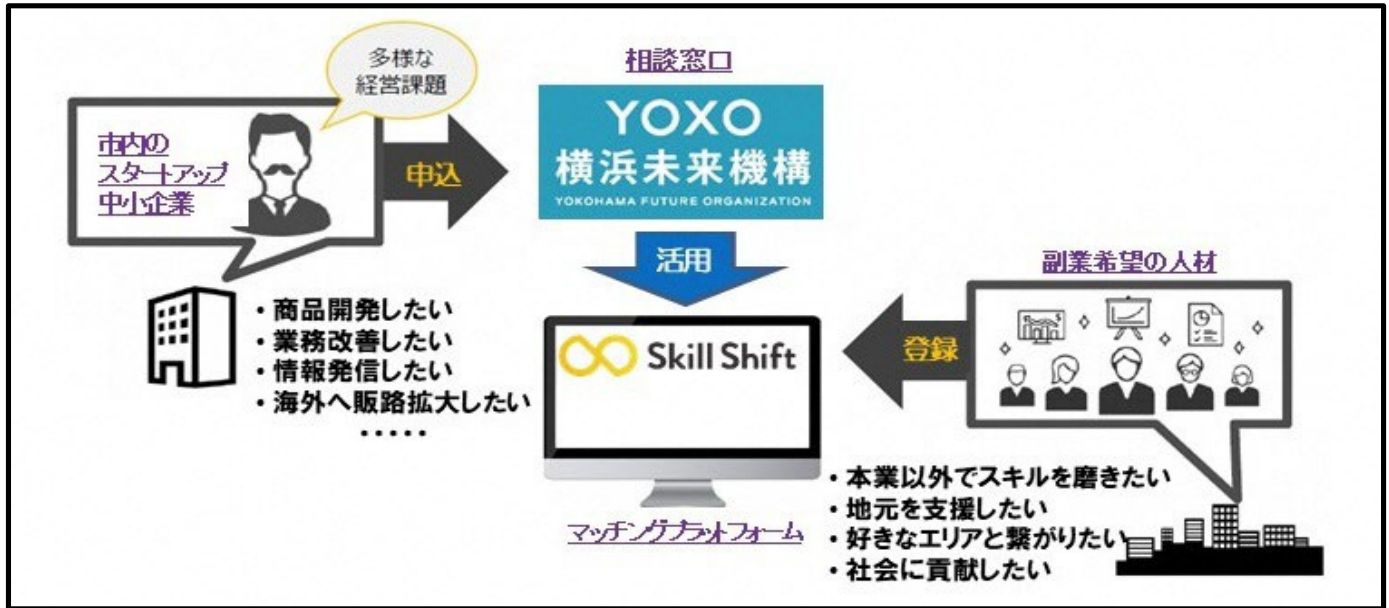 多様な
経営課題
市内の
スタートアップ
中小企業
申込
相談窓口
YOXO
横浜未来機構
YOKOHAMA FUTURE ORGANIZATION
活用
・商品開発したい
・業務改善したい
・情報発信したい
・海外へ販路拡大したい
・・・・・
Skill Shift
マッチングプラットフォーム
副業希望の人材
登録
・本業以外でスキルを磨きたい
・地元を支援したい
・好きなエリアと繋がりたい
・社会に貢献したい